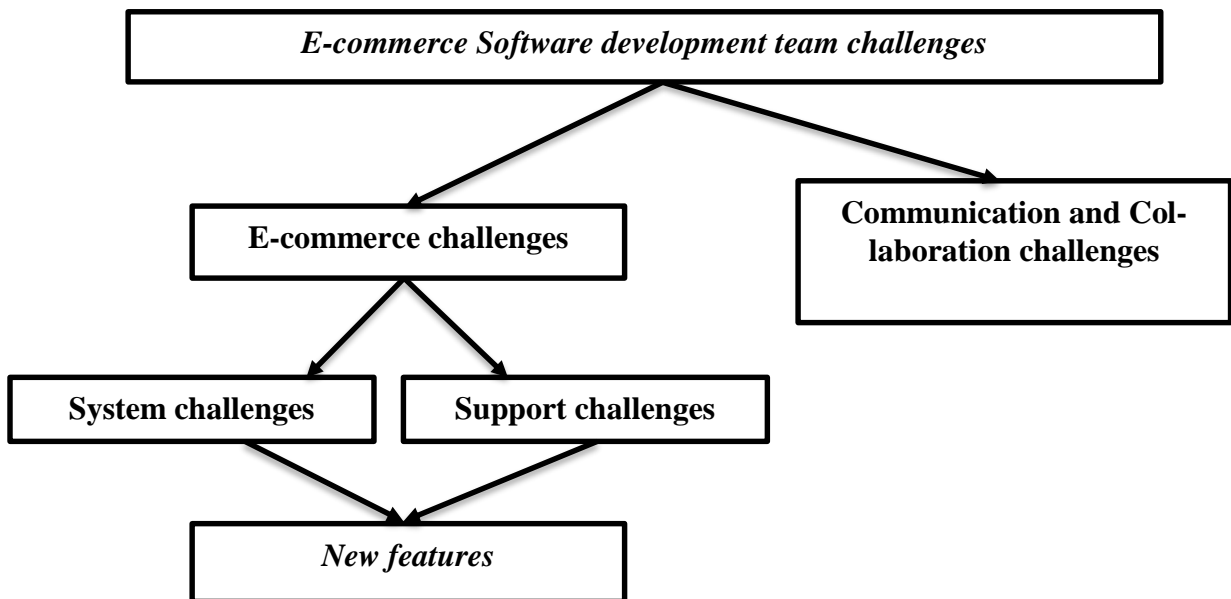 E-commerce Software development team challenges
E-commerce challenges
Communication and Col-
laboration challenges
System challenges
Support challenges
New features